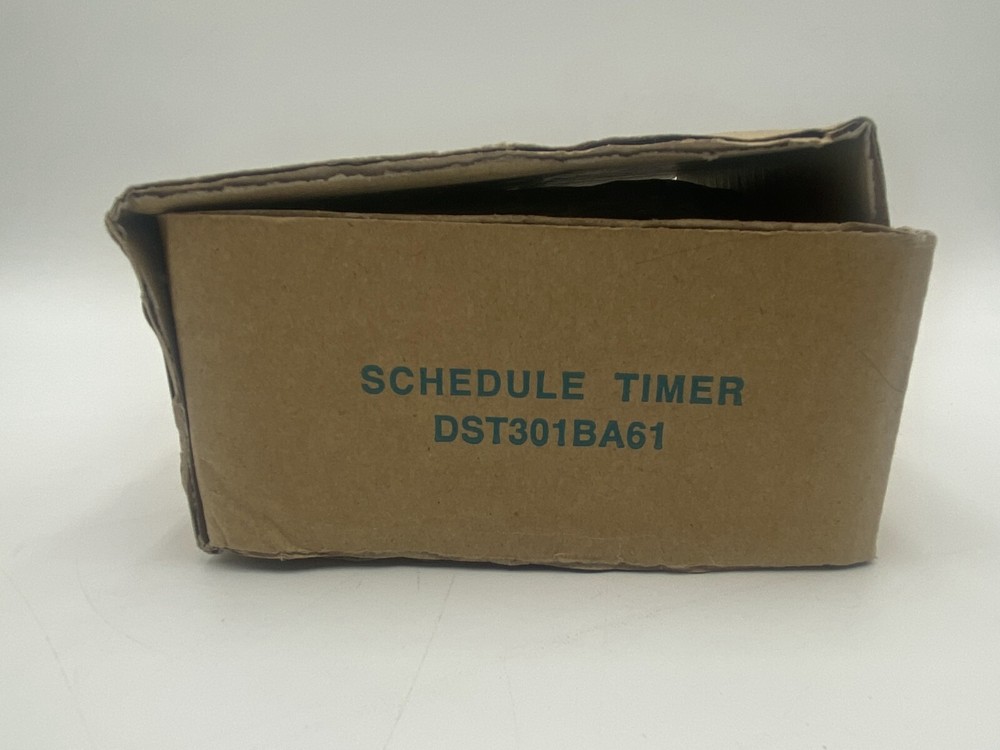 SCHEDULE TIMER
DST301BA61